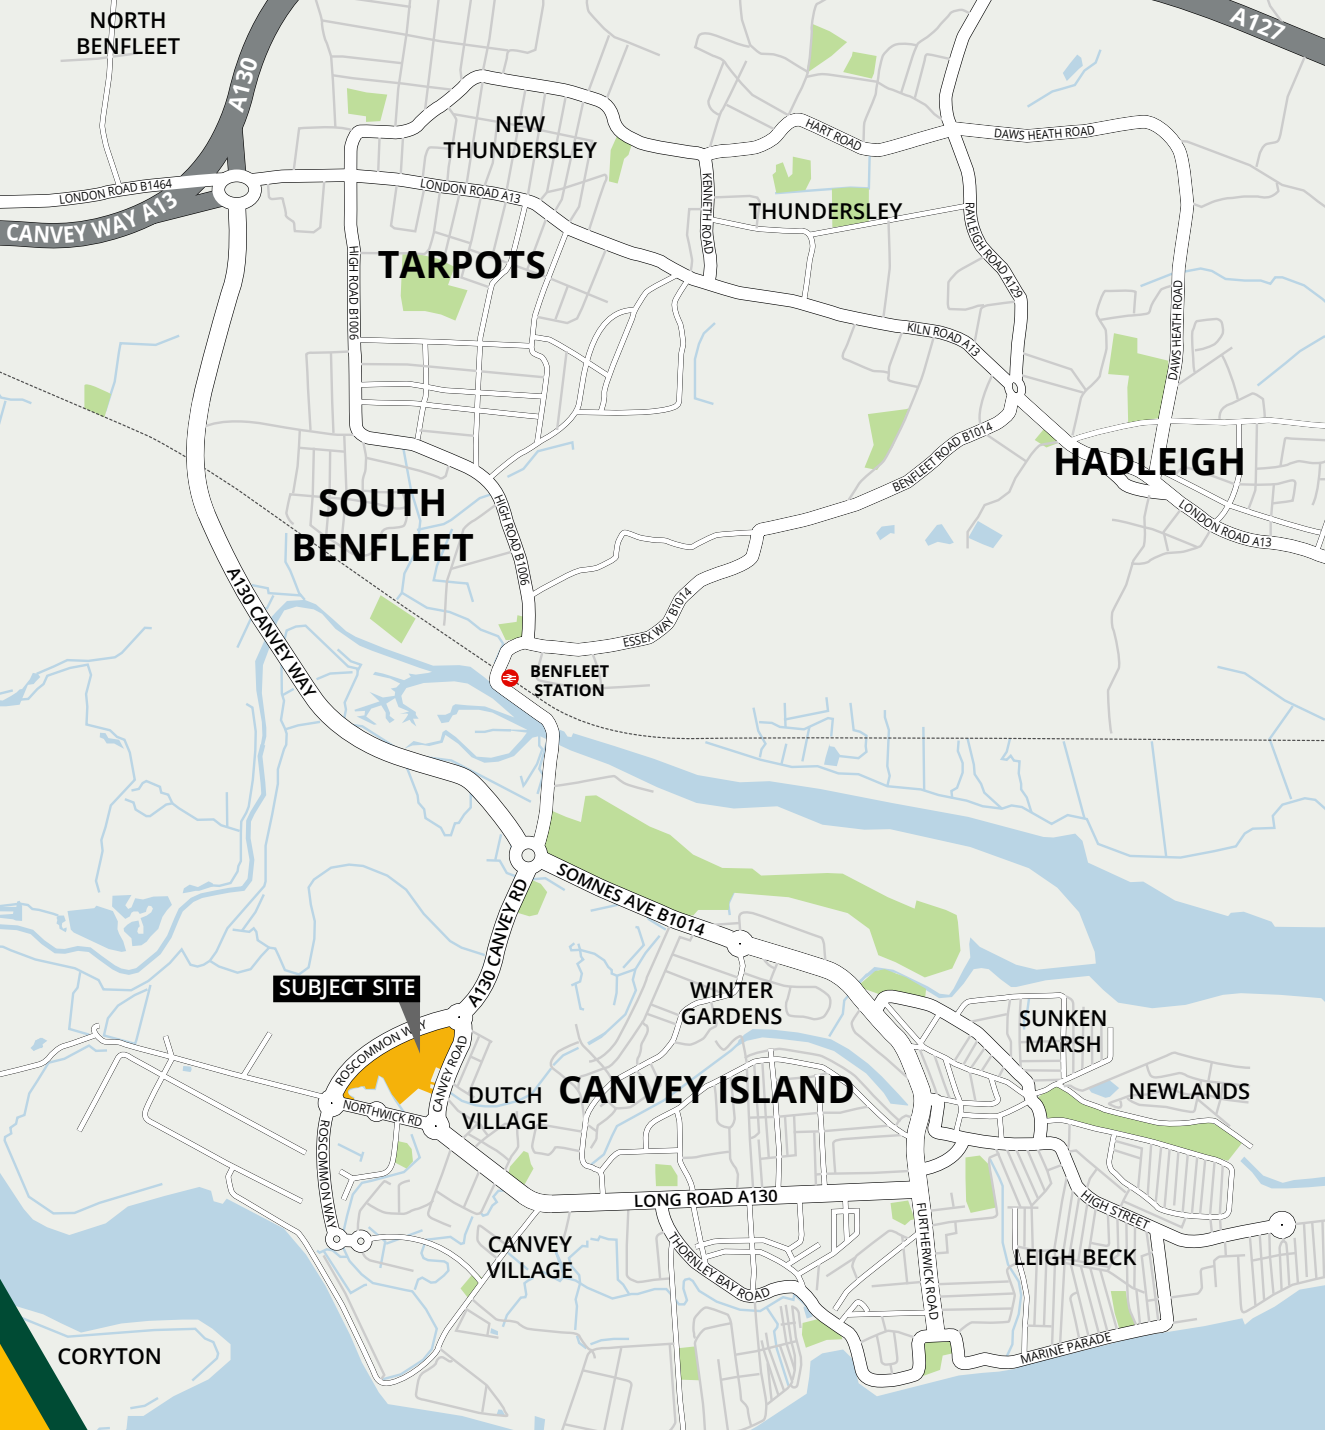 NORTH
BENFLEET
A130
A127
NEW
THUNDERSLEY
HART ROAD
DAWS HEATH ROAD
LONDON ROAD B1464
LONDON ROAD A13
KENNETH ROAD
THUNDERSLEY
CANVEY WAY A13
RAYLEIGH ROAD A129
HIGH ROAD B1006
TARPOTS
DAWS HEATH ROAD
KILN ROAD A13
BENFLEET ROAD B1014
HADLEIGH
SOUTH
BENFLEET
HIGH ROAD B1006
LONDON ROAD A13
A130 CANVEY WAY
ESSEX WAY B1014
BENFLEET
STATION
SOMNES AVE B1014
A130 CANVEY RD
SUBJECT SITE
WINTER
GARDENS
SUNKEN
MARSH
ROSCOMMON WAY
CANVEY ROAD
DUTCH
VILLAGE
CANVEY ISLAND
NEWLANDS
NORTHWICK RD
ROSCOMMON WAY
LONG ROAD A130
HIGH STREET
FURTHERWICK ROAD
CANVEY
VILLAGE
THORNLEY BAY ROAD
LEIGH BECK
MARINE PARADE
CORYTON